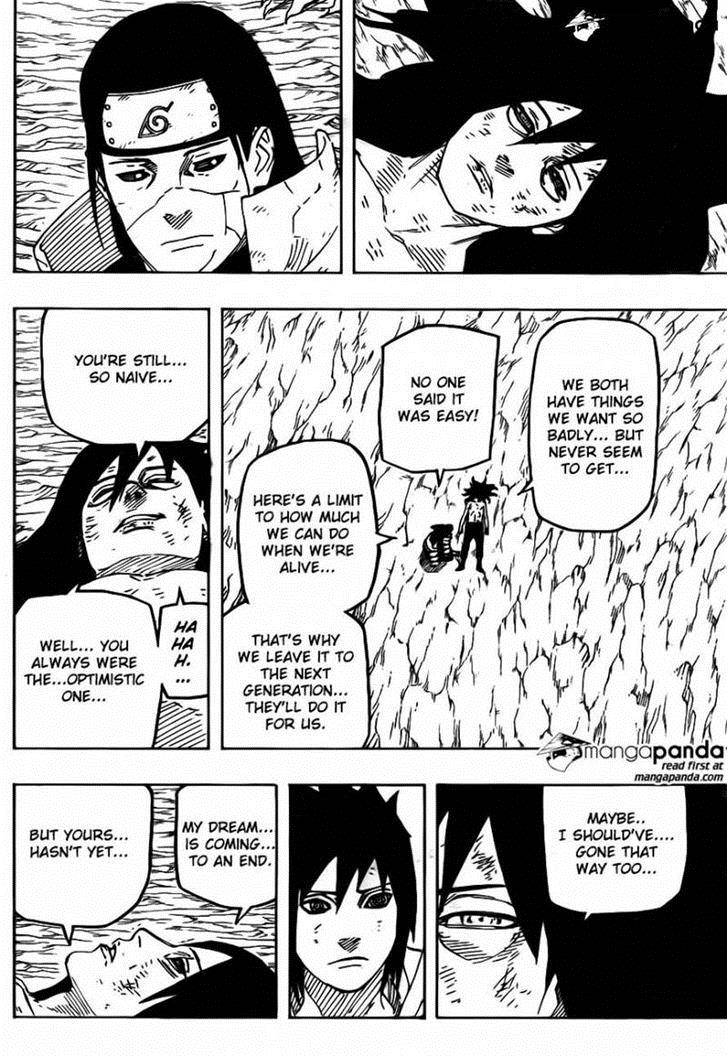 WE BOTH
HAVE THINGS
WE WANT SO
BADLY... BUT
NEVER SEEM
TO GET...
NO ONE
SAID IT
WAS EASY!
HERE'S A LIMIT
TO HOW MUCH
WE CAN DO
WHEN WE'RE
ALIVE...
THAT'S WHY
WE LEAVE IT TO
THE NEXT
GENERATION...
THEY'LL DO IT
FOR US.
YOU'RE STILL...
SO NAIVE...
HA
HA
H.
...
WELL... YOU
ALWAYS WERE
THE...OPTIMISTIC
ONE...
mangapanda
read first at
mangapanda.com
MAYBE..
I SHOULD'VE....
GONE THAT
WAY TOO...
MY DREAM...
IS COMING...
TO AN END.
BUT YOURS...
HASN'T YET...